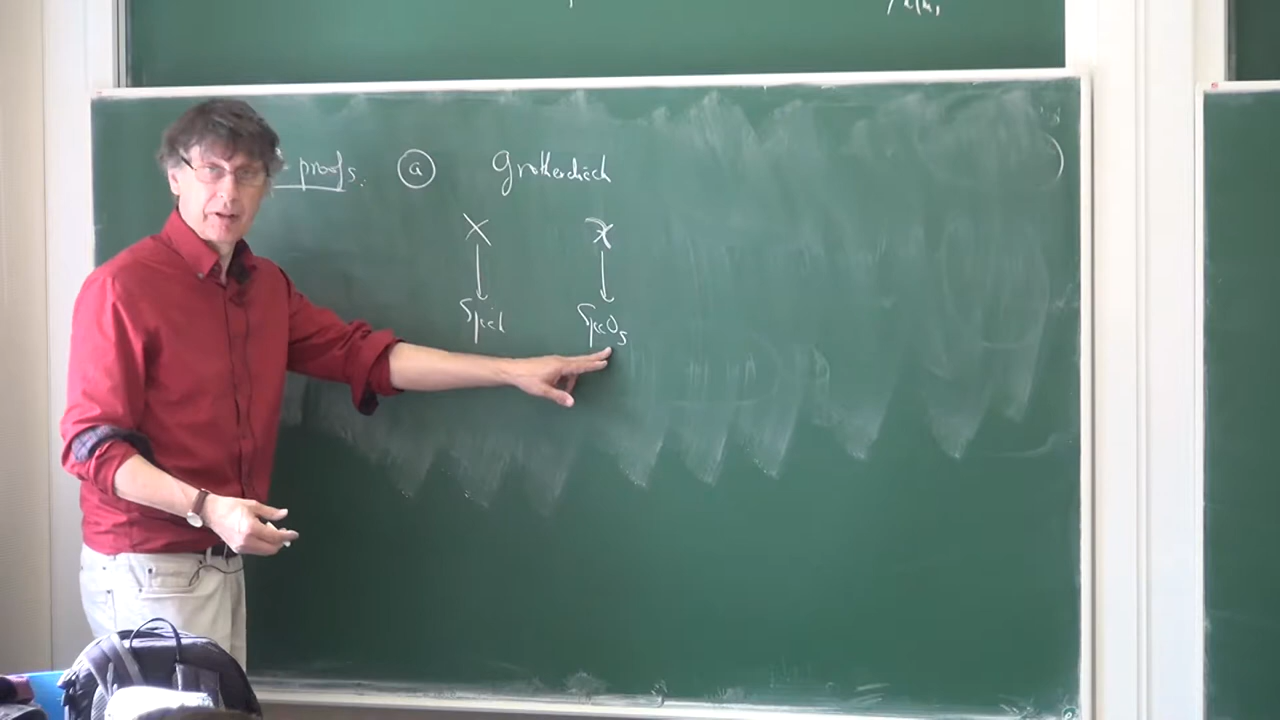 proofs. ⓐ Grothendieck
X 𝒳
↓ ↓
Spec k Spec O_S